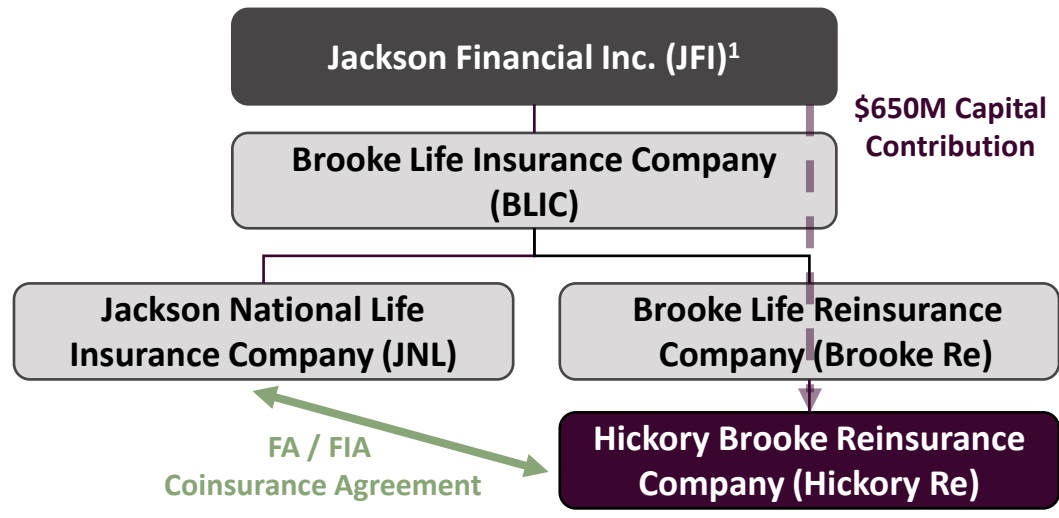 Jackson Financial Inc. (JFI)1
$650M Capital
Contribution
Brooke Life Insurance Company
(BLIC)
Jackson National Life
Insurance Company (JNL)
Brooke Life Reinsurance
Company (Brooke Re)
FA / FIA
Coinsurance Agreement
Hickory Brooke Reinsurance
Company (Hickory Re)